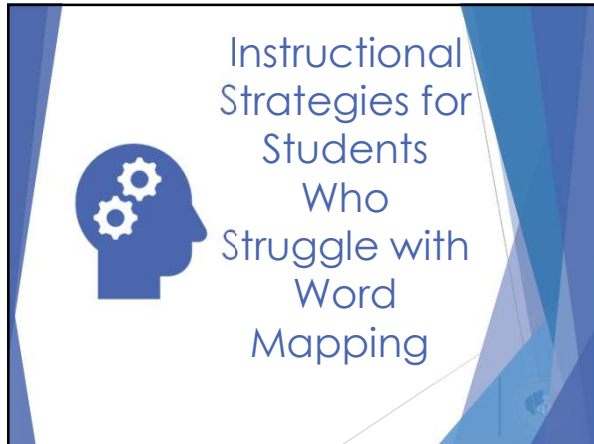 Instructional
Strategies for
Students
Who
Struggle with
Word
Mapping